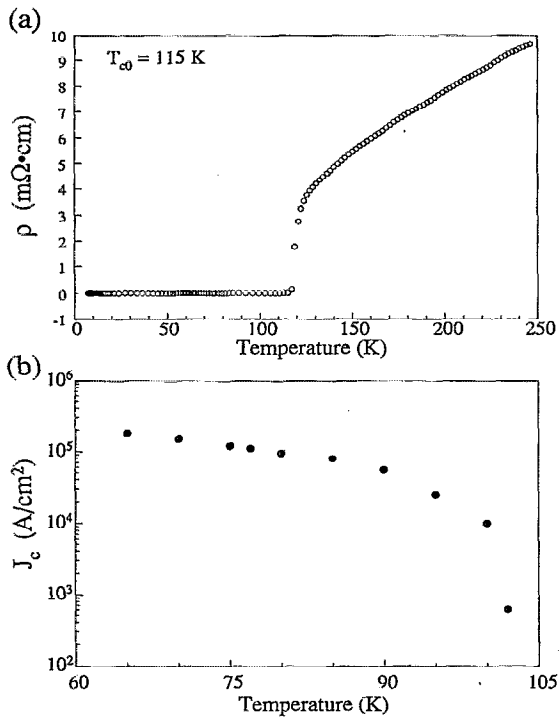 (a)
T_c0 = 115 K
10
9
8
7
6
5
4
3
2
1
0
-1
ρ (mΩ•cm)
0 50 100 150 200 250
Temperature (K)
(b)
10^6
10^5
10^4
10^3
10^2
J_c (A/cm^2)
60 75 90 105
Temperature (K)